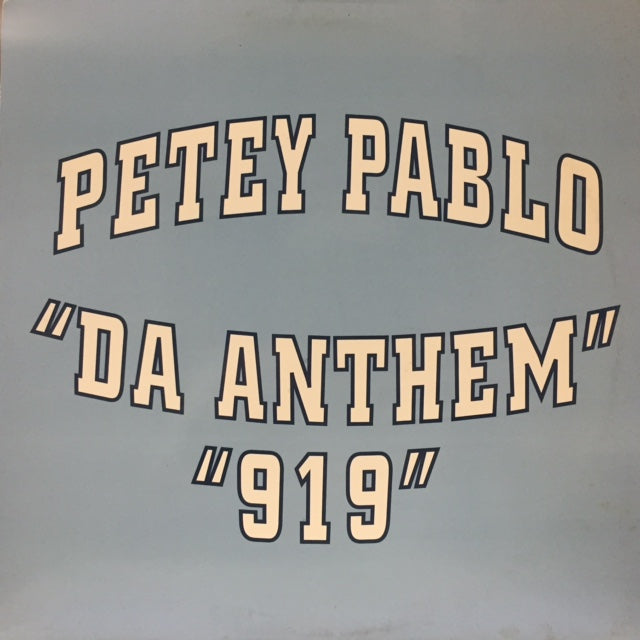 PETEY PABLO
"DA ANTHEM"
"919"